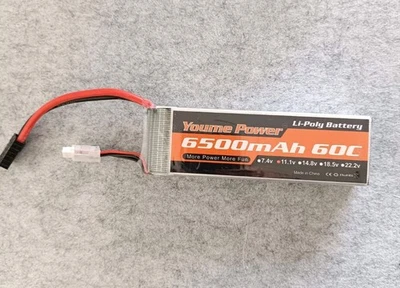 Youme Power Li-Poly Battery
6500mAh 60C
More Power More Fun •7.4v •11.1v •14.8v •18.5v •22.2v
Made in China CE